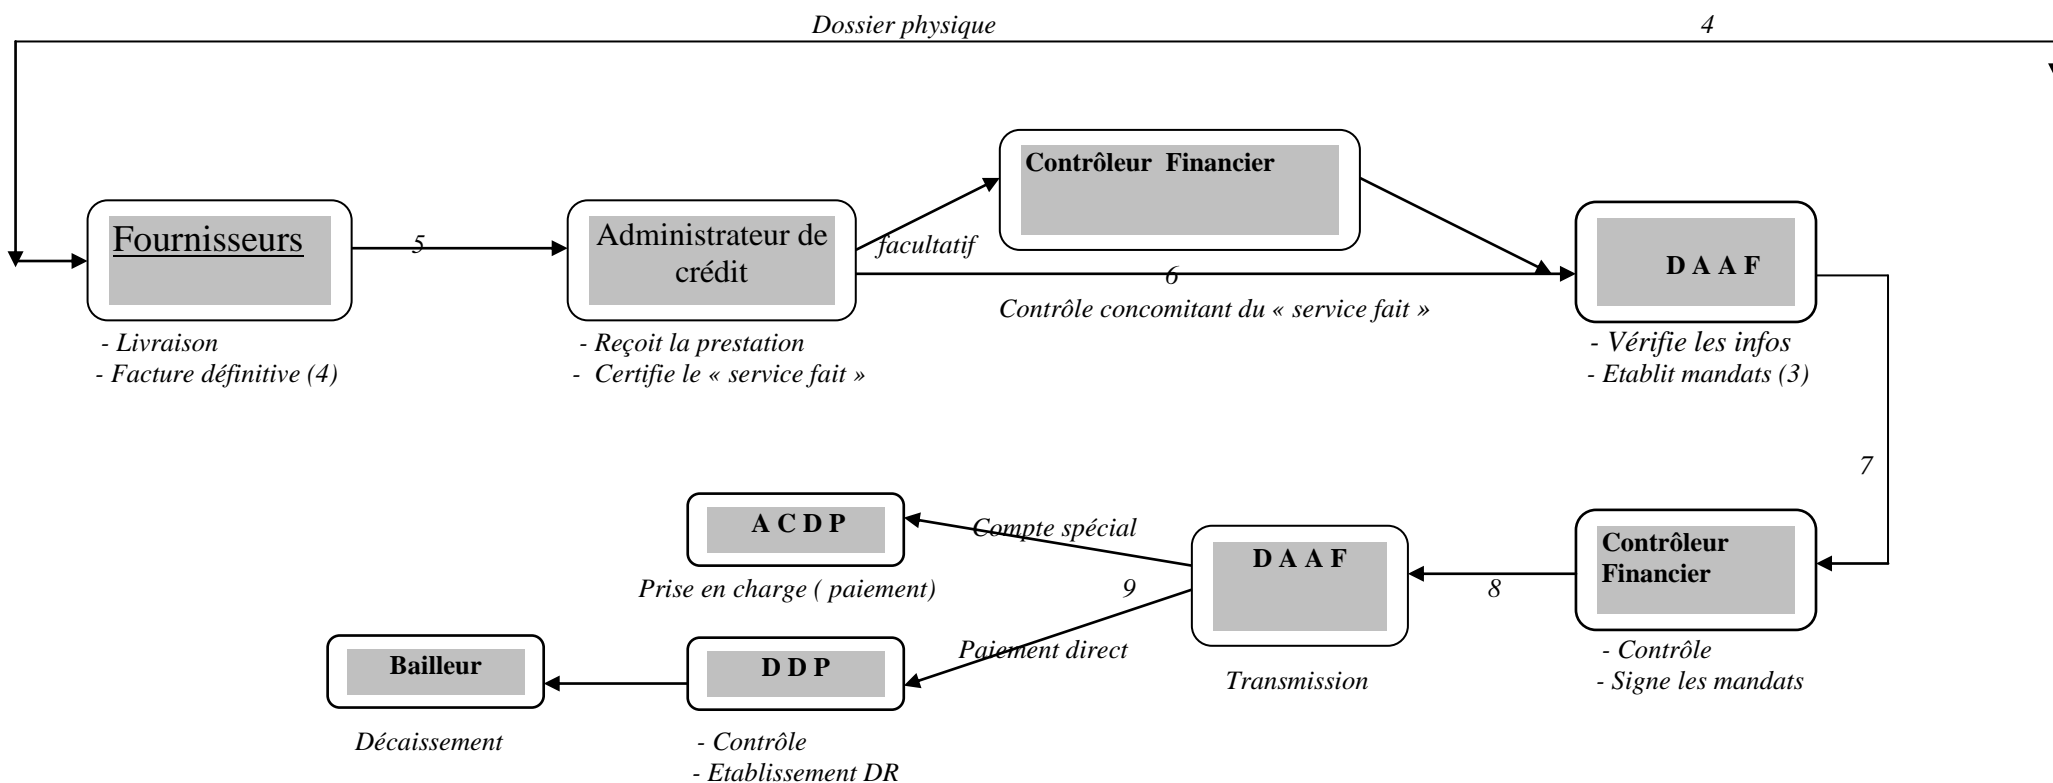 Dossier physique
4
Contrôleur Financier
Fournisseurs
5
Administrateur de
crédit
facultatif
6
Contrôle concomitant du « service fait »
D A A F
- Livraison
- Facture définitive (4)
- Reçoit la prestation
- Certifie le « service fait »
- Vérifie les infos
- Etablit mandats (3)
7
Contrôleur
Financier
- Contrôle
- Signe les mandats
8
D A A F
Transmission
9
Compte spécial
A C D P
Prise en charge ( paiement)
Paiement direct
D D P
- Contrôle
- Etablissement DR
Bailleur
Décaissement